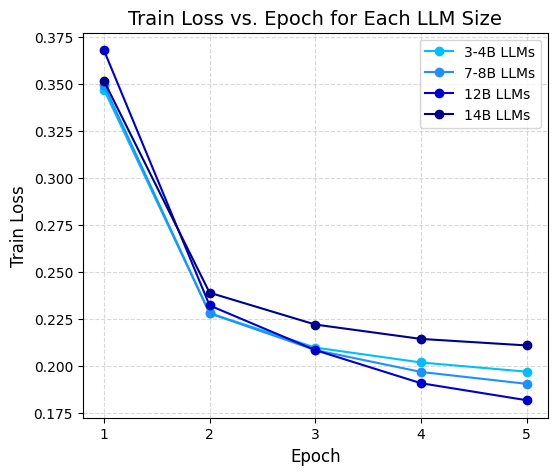 Train Loss vs. Epoch for Each LLM Size
Train Loss
0.375
0.350
0.325
0.300
0.275
0.250
0.225
0.200
0.175
3-4B LLMs
7-8B LLMs
12B LLMs
14B LLMs
1 2 3 4 5
Epoch